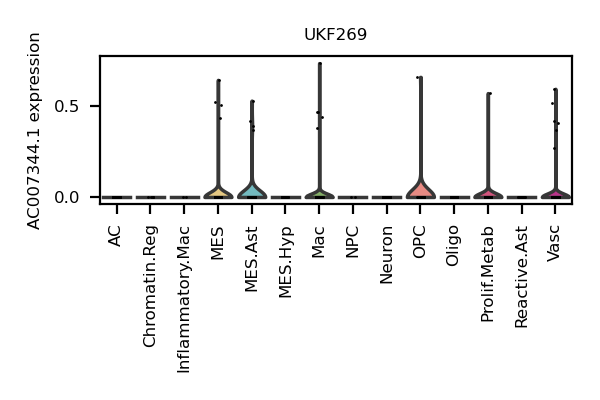 UKF269
AC007344.1 expression
0.5
0.0
AC
Chromatin.Reg
Inflammatory.Mac
MES
MES.Ast
MES.Hyp
Mac
NPC
Neuron
OPC
Oligo
Prolif.Metab
Reactive.Ast
Vasc